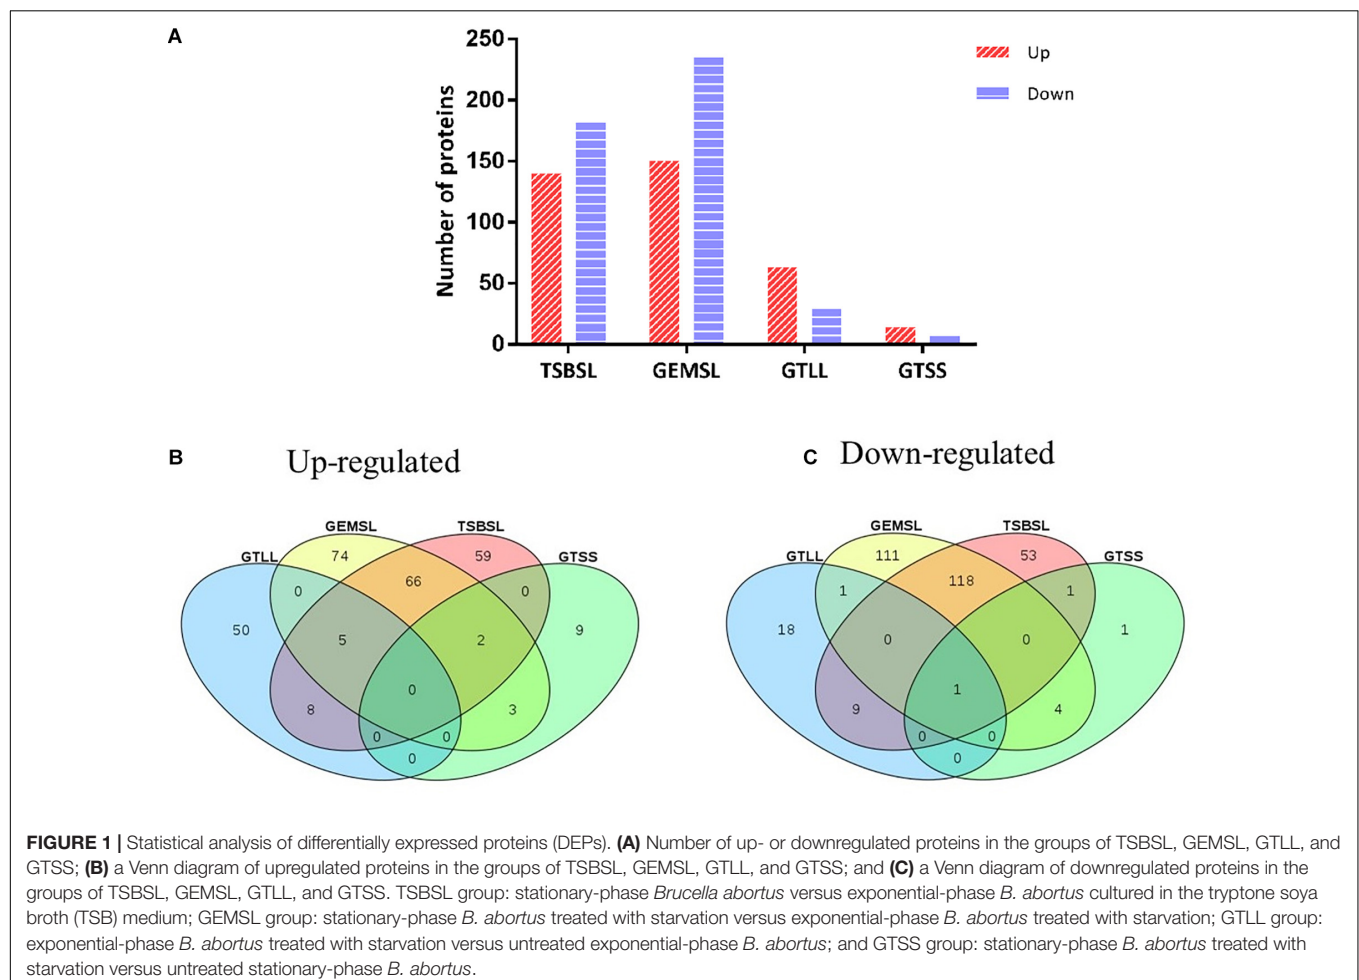 A
250
200
150
100
50
0
Number of proteins
Up
Down
TSBSL GEMSL GTLL GTSS
B Up-regulated
GTLL GEMSL TSBSL GTSS
74 59
66
0 0
50 9
5 2
0
8 3
0 0
0
C Down-regulated
GTLL GEMSL TSBSL GTSS
111 53
118
1 1
18 1
0 0
1
9 4
0 0
0
FIGURE 1 | Statistical analysis of differentially expressed proteins (DEPs). (A) Number of up- or downregulated proteins in the groups of TSBSL, GEMSL, GTLL, and
GTSS; (B) a Venn diagram of upregulated proteins in the groups of TSBSL, GEMSL, GTLL, and GTSS; and (C) a Venn diagram of downregulated proteins in the
groups of TSBSL, GEMSL, GTLL, and GTSS. TSBSL group: stationary-phase Brucella abortus versus exponential-phase B. abortus cultured in the tryptone soya
broth (TSB) medium; GEMSL group: stationary-phase B. abortus treated with starvation versus exponential-phase B. abortus treated with starvation; GTLL group:
exponential-phase B. abortus treated with starvation versus untreated exponential-phase B. abortus; and GTSS group: stationary-phase B. abortus treated with
starvation versus untreated stationary-phase B. abortus.